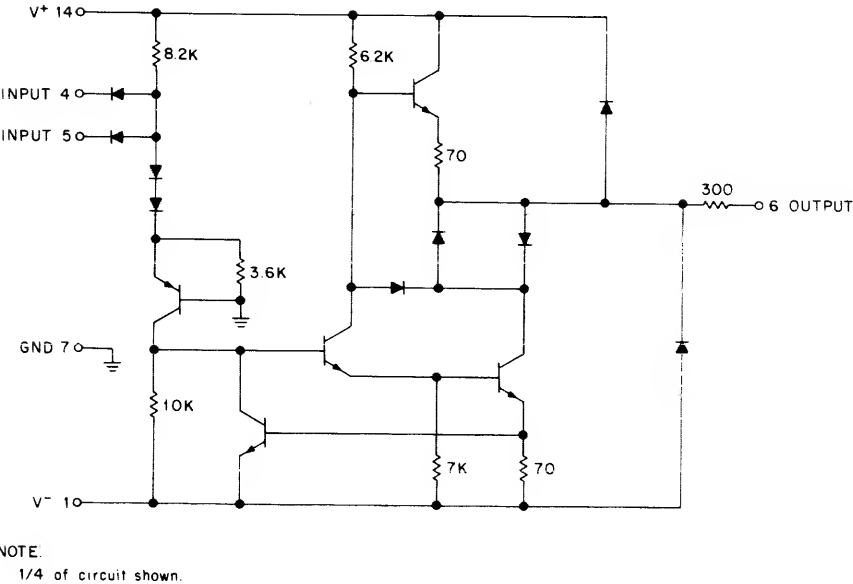 V+ 14
8.2K
6.2K
INPUT 4
INPUT 5
70
300
6 OUTPUT
3.6K
GND 7
10K
7K
70
V- 1
NOTE:
1/4 of circuit shown.